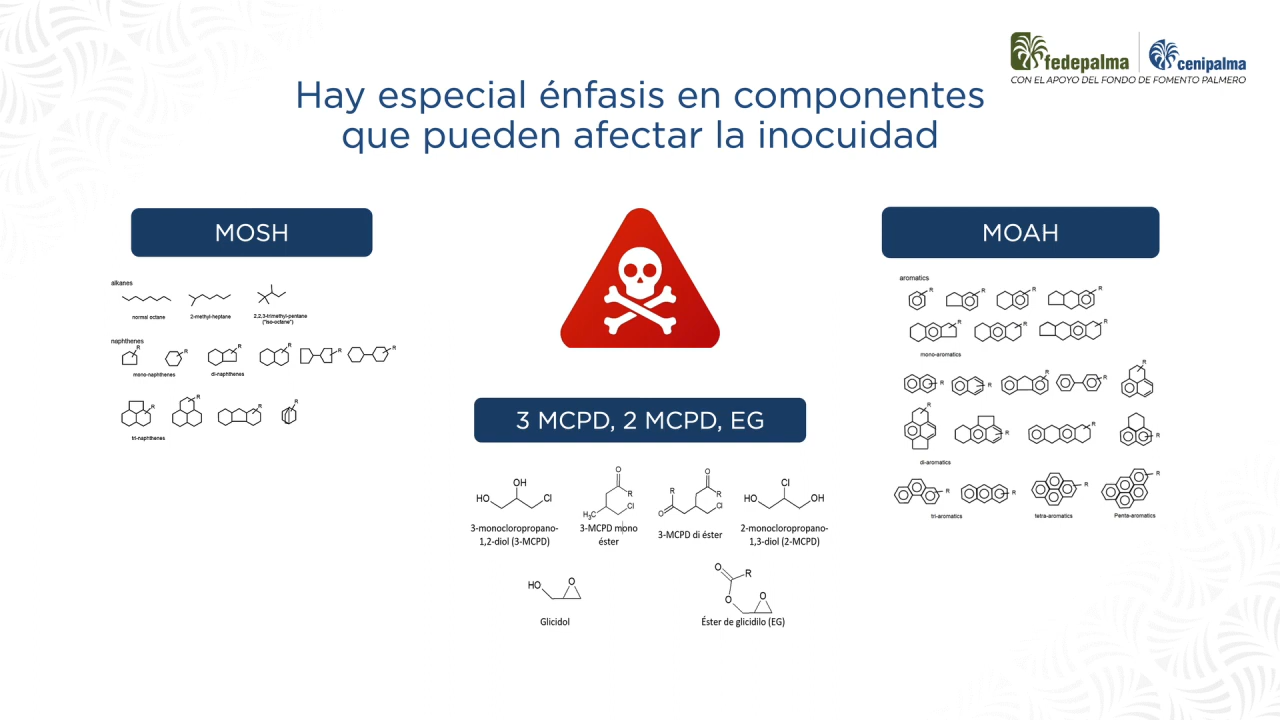 fedepalma
cenipalma
CON EL APOYO DEL FONDO DE FOMENTO PALMERO
Hay especial énfasis en componentes
que pueden afectar la inocuidad
MOSH
alkanes
normal octane
2-methyl-heptane
2,2,3-trimethyl-pentane
("iso-octane")
naphthenes
R
R
R
R
R
R
mono-naphthenes
di-naphthenes
R
R
R
R
tri-naphthenes
3 MCPD, 2 MCPD, EG
OH
HO
Cl
3-monocloropropano-
1,2-diol (3-MCPD)
O
R
Cl
H₃C
3-MCPD mono
éster
O
R
R
Cl
O
3-MCPD di éster
Cl
HO
OH
2-monocloropropano-
1,3-diol (2-MCPD)
HO
O
Glicidol
O
R
O
O
Éster de glicidilo (EG)
MOAH
aromatics
R
R
R
R
R
R
R
mono-aromatics
R
R
R
R
R
R
R
R
R
di-aromatics
R
R
R
R
tri-aromatics
tetra-aromatics
Penta-aromatics